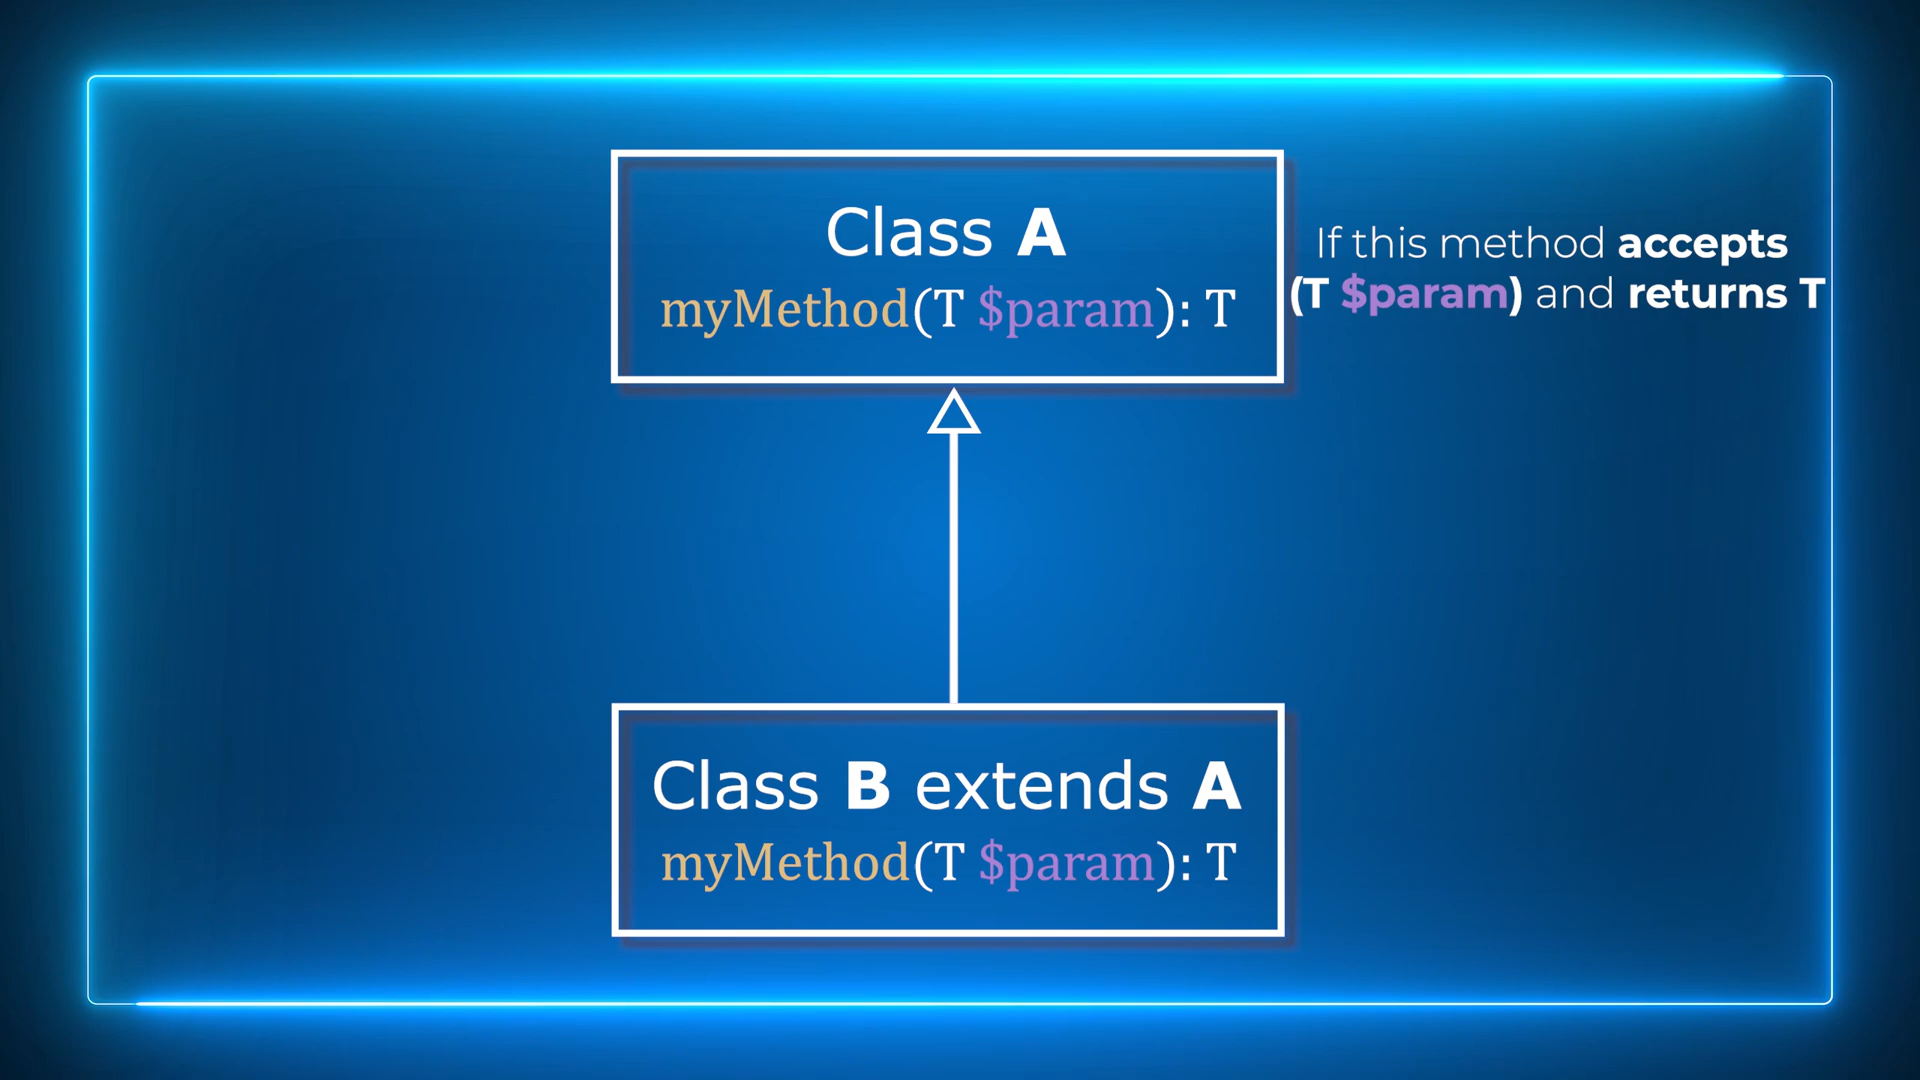 Class A
myMethod(T $param): T
If this method accepts
(T $param) and returns T
Class B extends A
myMethod(T $param): T